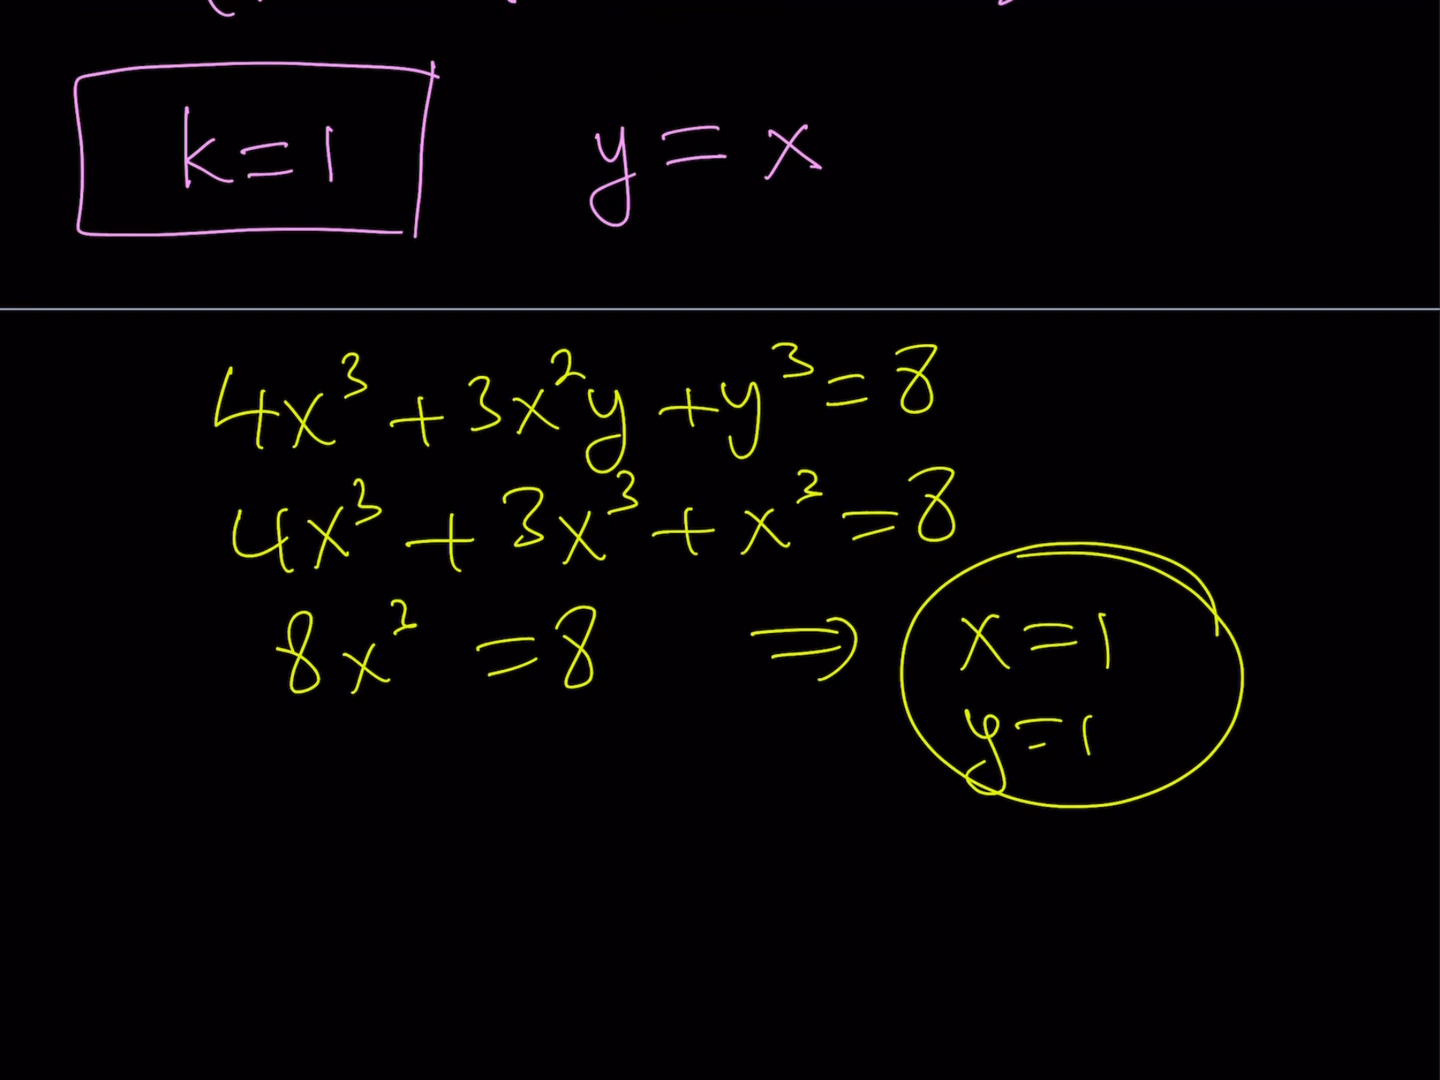 k=1 y=x
4x³+3x²y+y³=8
4x³+3x³+x³=8
8x³=8 ⇒ x=1
y=1